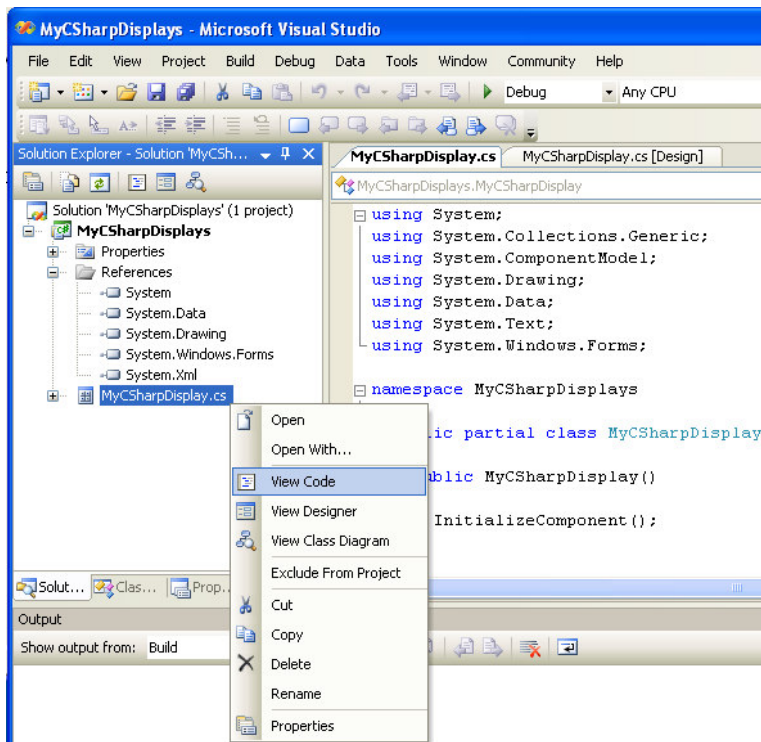 MyCSharpDisplays - Microsoft Visual Studio
File Edit View Project Build Debug Data Tools Window Community Help
Debug Any CPU
Solution Explorer - Solution 'MyCSh...
MyCSharpDisplay.cs MyCSharpDisplay.cs [Design]
MyCSharpDisplays.MyCSharpDisplay
Solution 'MyCSharpDisplays' (1 project)
MyCSharpDisplays
Properties
References
System
System.Data
System.Drawing
System.Windows.Forms
System.Xml
MyCSharpDisplay.cs
using System;
using System.Collections.Generic;
using System.ComponentModel;
using System.Drawing;
using System.Data;
using System.Text;
using System.Windows.Forms;
namespace MyCSharpDisplays
lic partial class MyCSharpDisplay
blic MyCSharpDisplay()
InitializeComponent();
Open
Open With...
View Code
View Designer
View Class Diagram
Exclude From Project
Cut
Copy
Delete
Rename
Properties
Solut... Clas... Prop...
Output
Show output from: Build